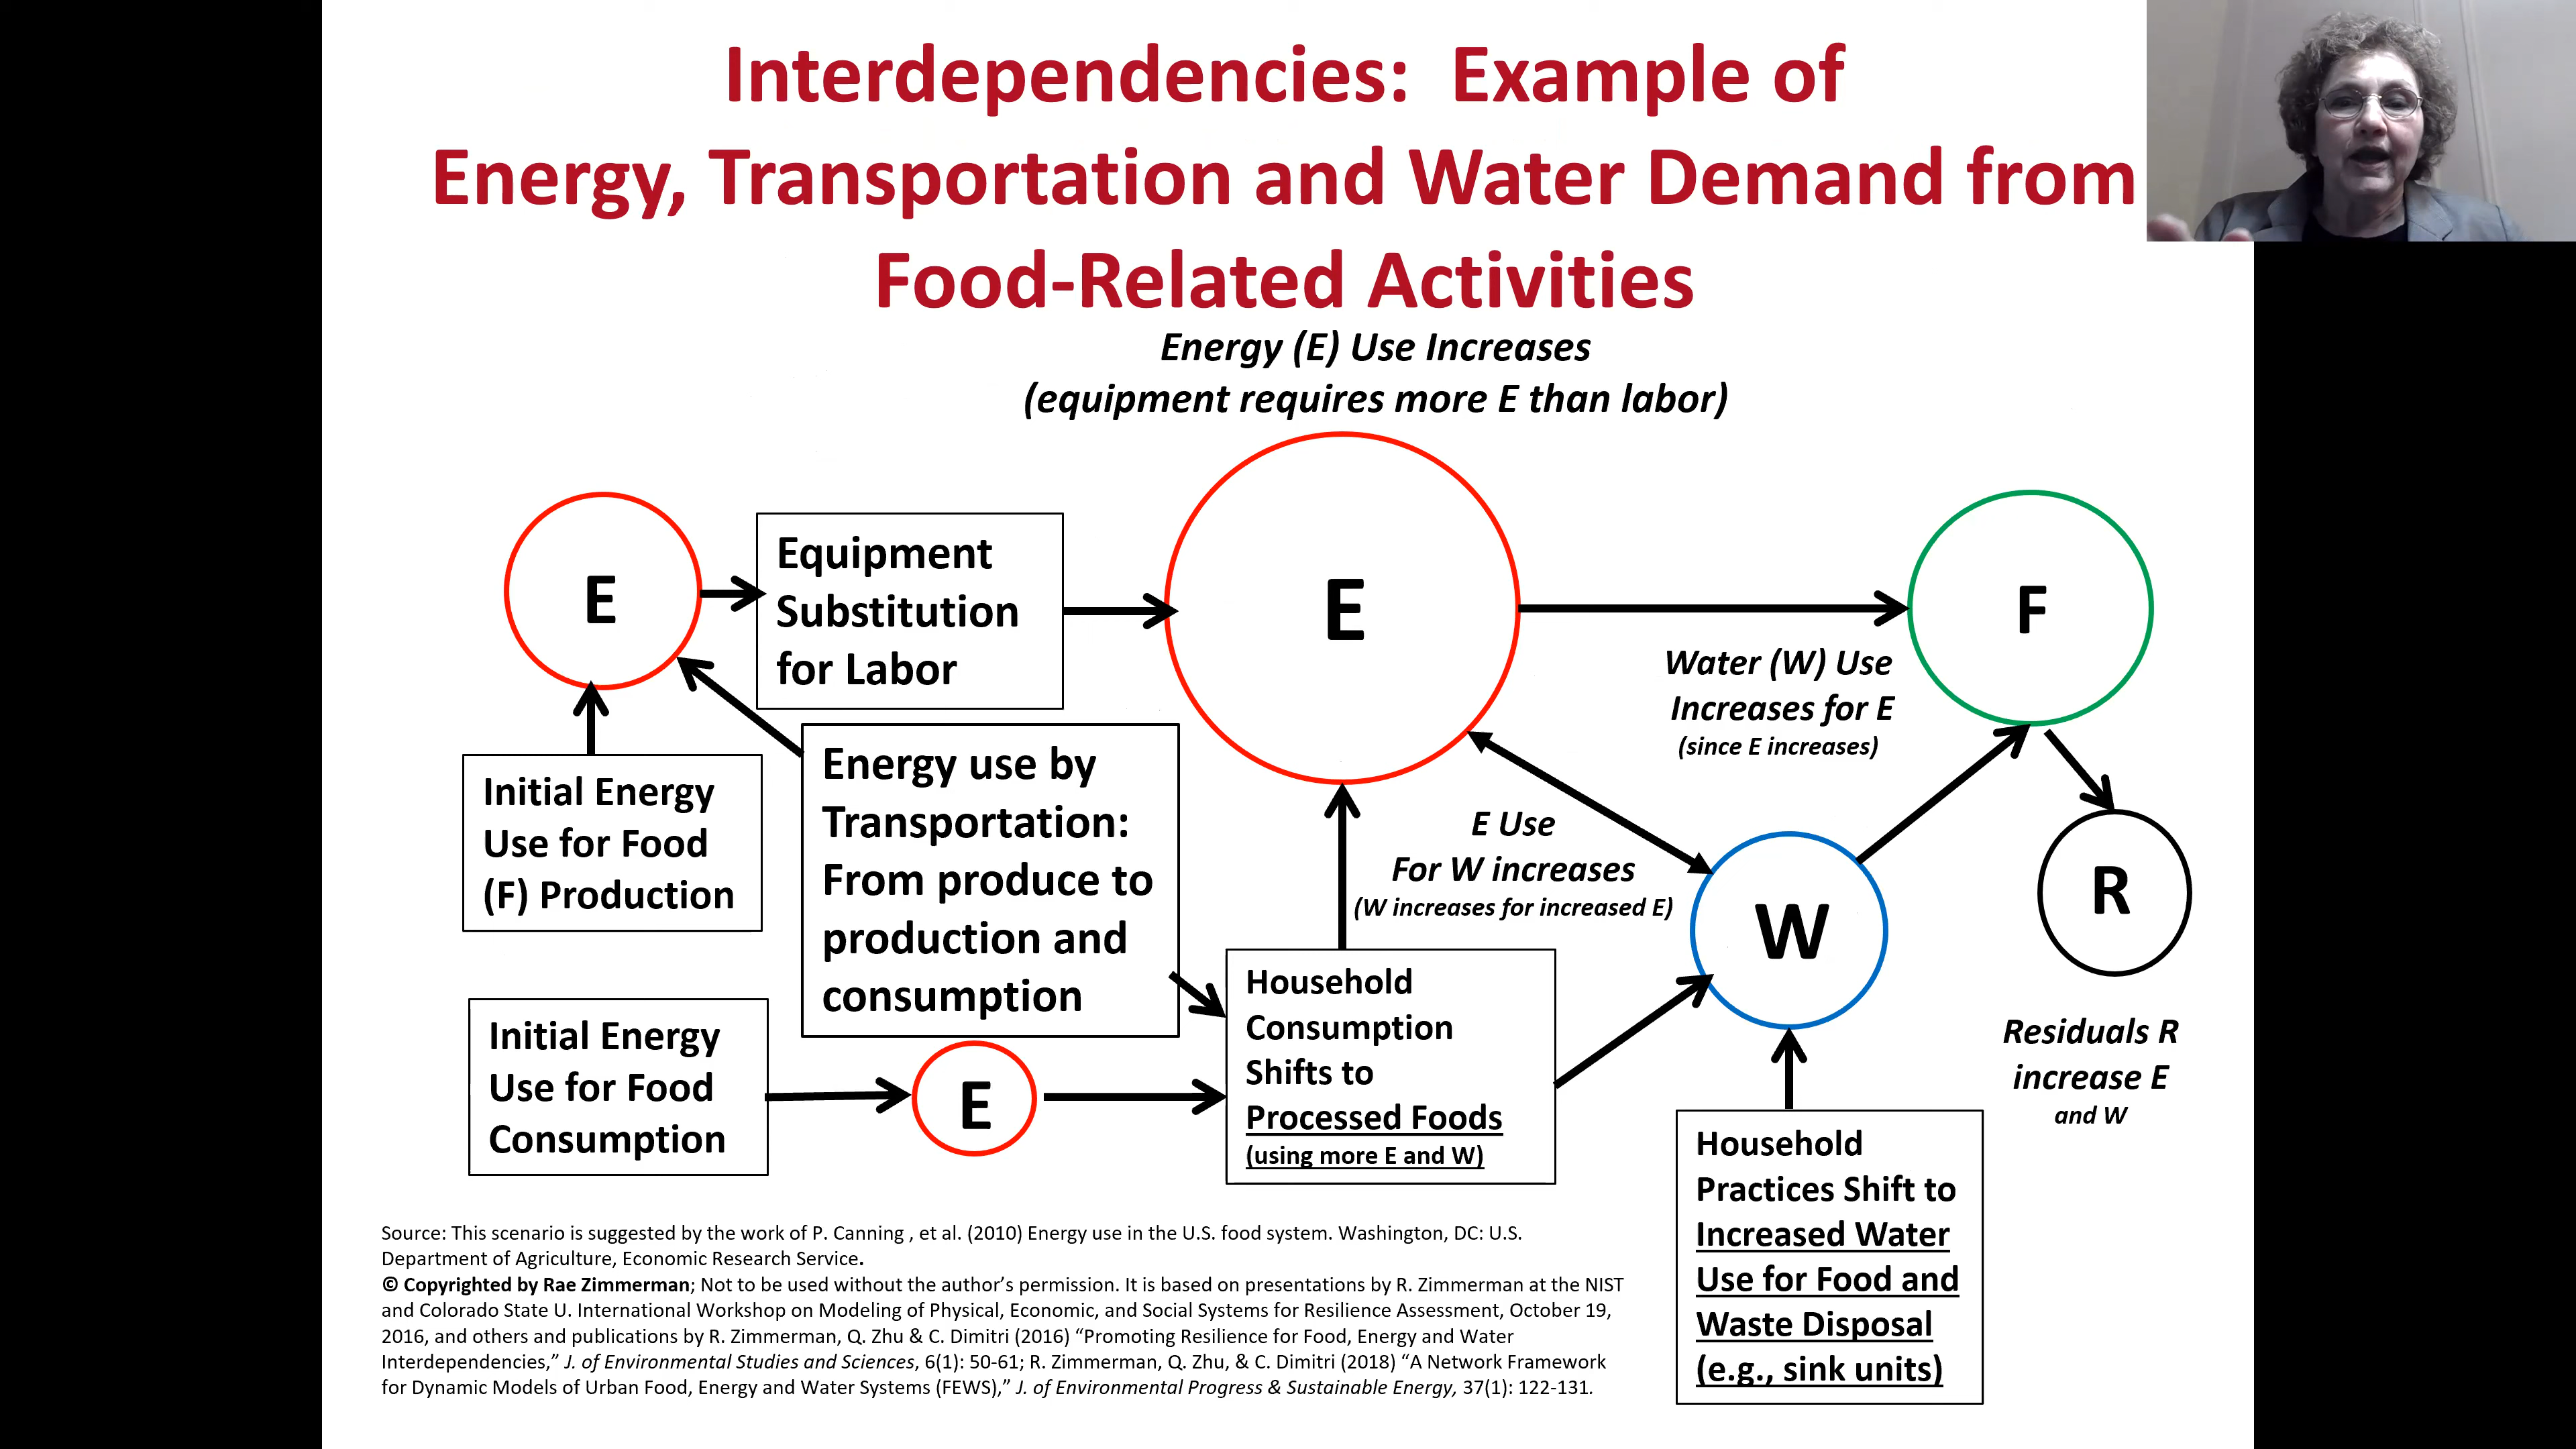 Interdependencies: Example of
Energy, Transportation and Water Demand from
Food-Related Activities
Energy (E) Use Increases
(equipment requires more E than labor)
E
Equipment
Substitution
for Labor
E
F
Water (W) Use
Increases for E
(since E increases)
Initial Energy
Use for Food
(F) Production
Energy use by
Transportation:
From produce to
production and
consumption
E Use
For W increases
(W increases for increased E)
W
R
Residuals R
increase E
and W
Initial Energy
Use for Food
Consumption
E
Household
Consumption
Shifts to
Processed Foods
(using more E and W)
Household
Practices Shift to
Increased Water
Use for Food and
Waste Disposal
(e.g., sink units)
Source: This scenario is suggested by the work of P. Canning , et al. (2010) Energy use in the U.S. food system. Washington, DC: U.S.
Department of Agriculture, Economic Research Service.
© Copyrighted by Rae Zimmerman; Not to be used without the author’s permission. It is based on presentations by R. Zimmerman at the NIST
and Colorado State U. International Workshop on Modeling of Physical, Economic, and Social Systems for Resilience Assessment, October 19,
2016, and others and publications by R. Zimmerman, Q. Zhu & C. Dimitri (2016) “Promoting Resilience for Food, Energy and Water
Interdependencies,” J. of Environmental Studies and Sciences, 6(1): 50-61; R. Zimmerman, Q. Zhu, & C. Dimitri (2018) “A Network Framework
for Dynamic Models of Urban Food, Energy and Water Systems (FEWS),” J. of Environmental Progress & Sustainable Energy, 37(1): 122-131.